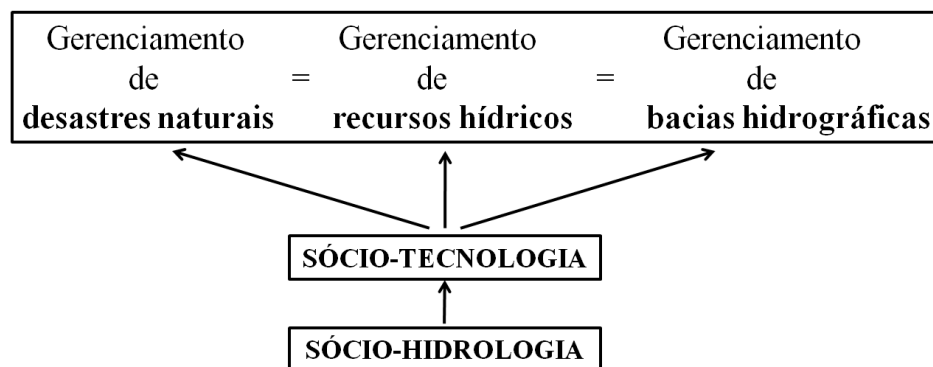 Gerenciamento Gerenciamento Gerenciamento
de = de = de
desastres naturais recursos hídricos bacias hidrográficas
SÓCIO-TECNOLOGIA
SÓCIO-HIDROLOGIA